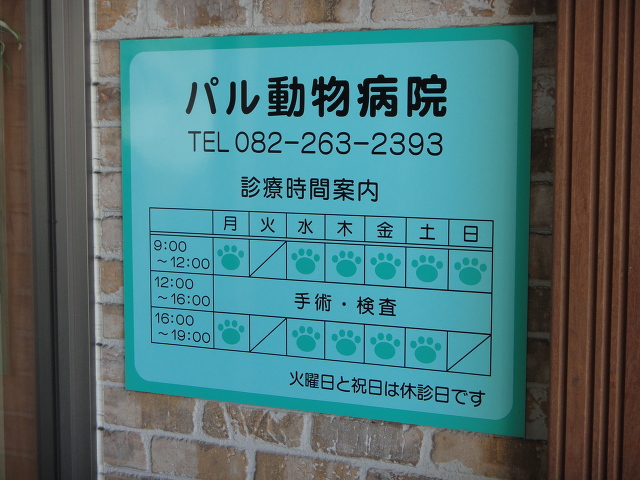 パル動物病院
TEL 082-263-2393
診療時間案内
月 火 水 木 金 土 日
9:00
～12:00
12:00
～16:00
手術・検査
16:00
～19:00
火曜日と祝日は休診日です